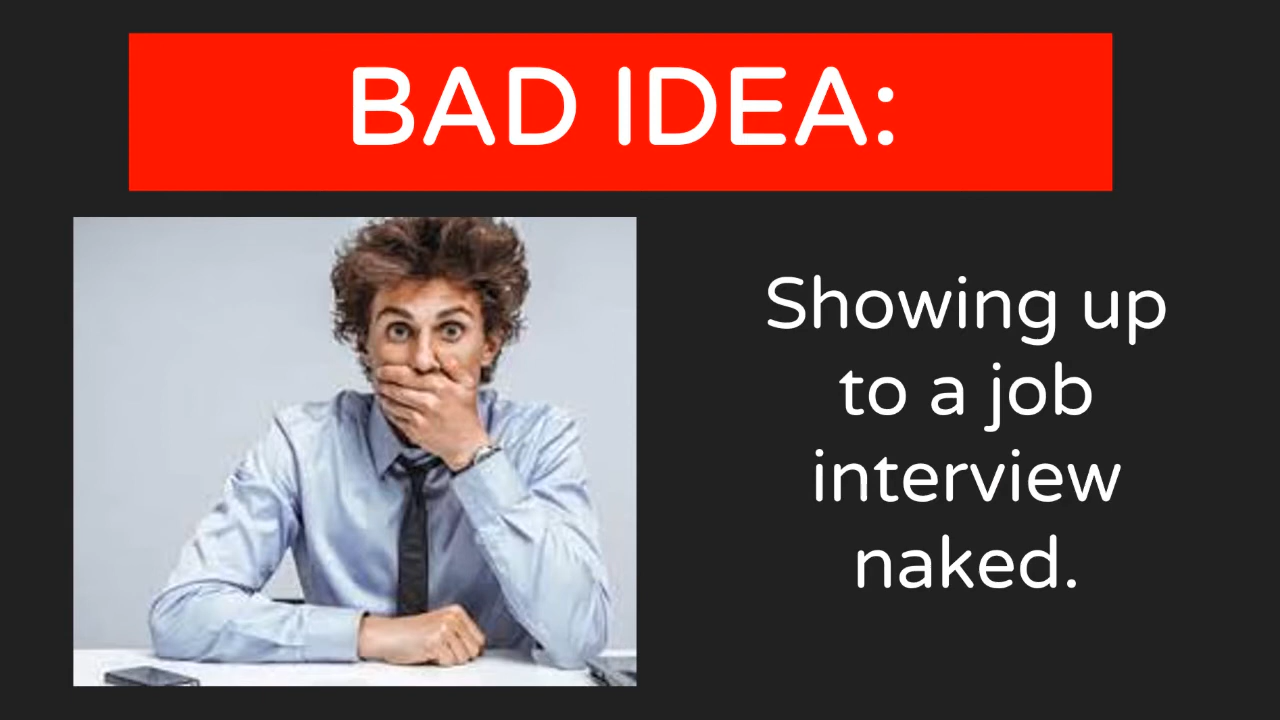 BAD IDEA:
Showing up
to a job
interview
naked.